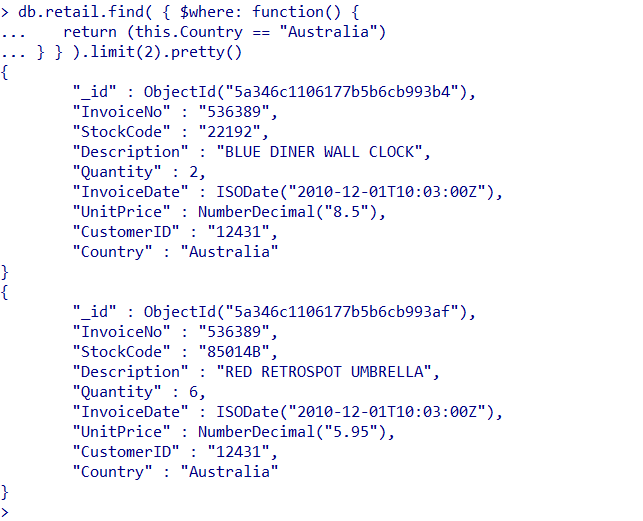 > db.retail.find( { $where: function() {
...    return (this.Country == "Australia")
... } } ).limit(2).pretty()
{
        "_id" : ObjectId("5a346c1106177b5b6cb993b4"),
        "InvoiceNo" : "536389",
        "StockCode" : "22192",
        "Description" : "BLUE DINER WALL CLOCK",
        "Quantity" : 2,
        "InvoiceDate" : ISODate("2010-12-01T10:03:00Z"),
        "UnitPrice" : NumberDecimal("8.5"),
        "CustomerID" : "12431",
        "Country" : "Australia"
}
{
        "_id" : ObjectId("5a346c1106177b5b6cb993af"),
        "InvoiceNo" : "536389",
        "StockCode" : "85014B",
        "Description" : "RED RETROSPOT UMBRELLA",
        "Quantity" : 6,
        "InvoiceDate" : ISODate("2010-12-01T10:03:00Z"),
        "UnitPrice" : NumberDecimal("5.95"),
        "CustomerID" : "12431",
        "Country" : "Australia"
}
>